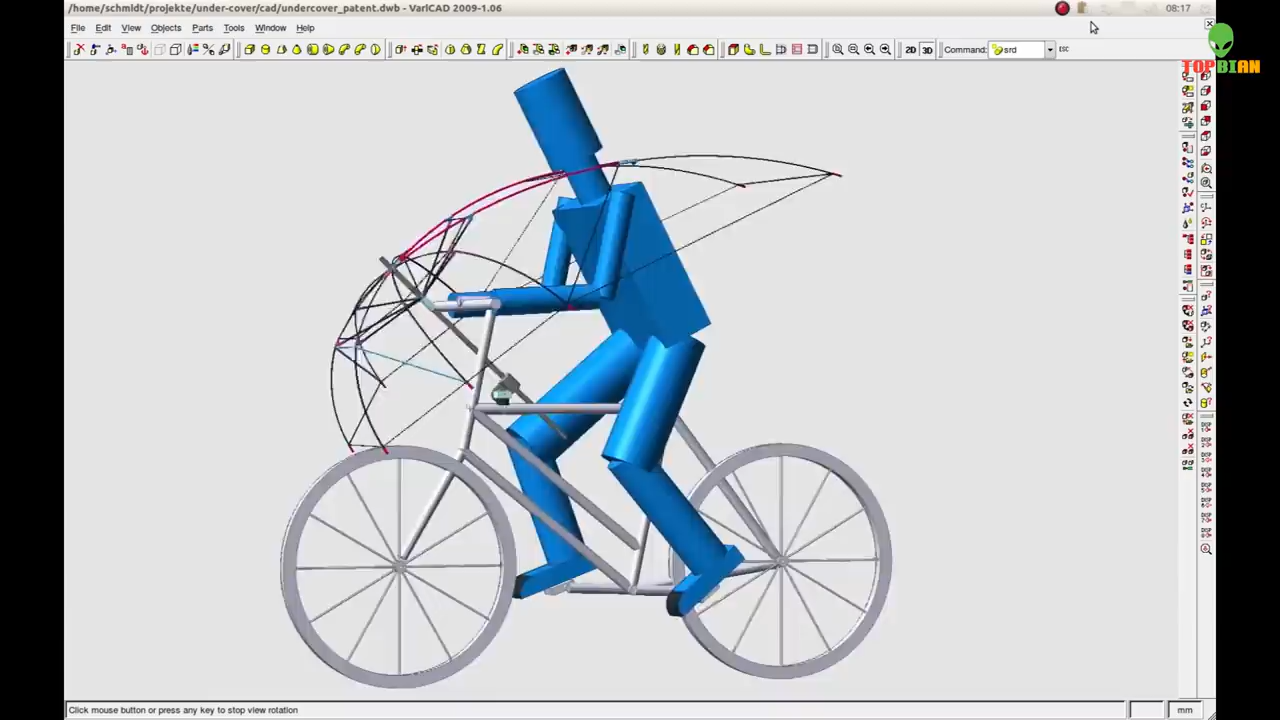 /home/schmidt/projekte/under-cover/cad/undercover_patent.dwb - VariCAD 2009-1.06
08:17
File Edit View Objects Parts Tools Window Help
TOPBIAN
2D 3D Command: srd ESC
Click mouse button or press any key to stop view rotation
mm